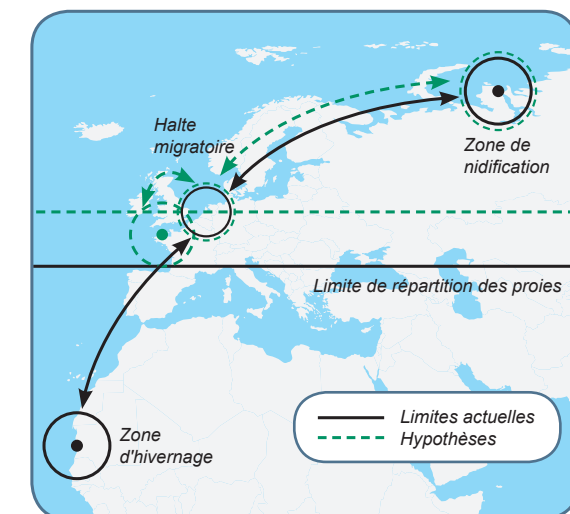 Halte
migratoire
Zone de
nidification
Limite de répartition des proies
Zone
d'hivernage
Limites actuelles
Hypothèses